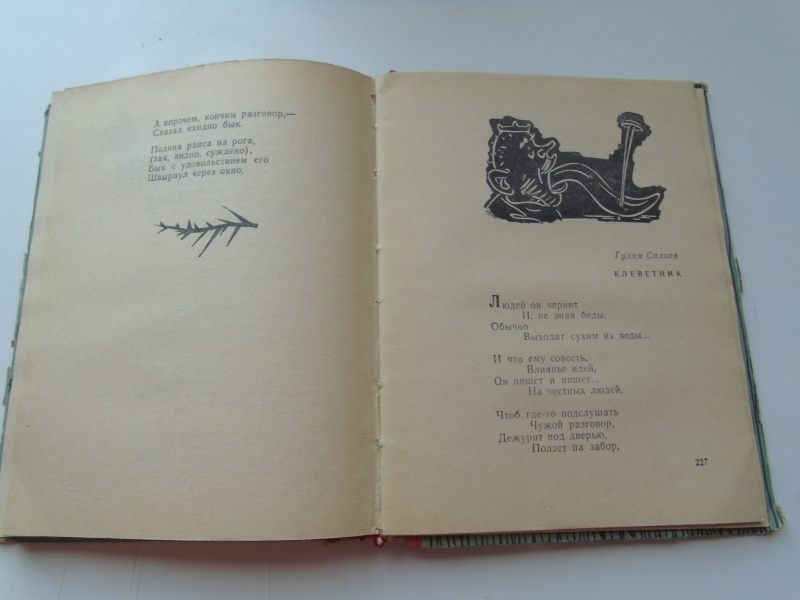 А впрочем, кончим разговор,—
Сказал ехидно бык.
Подняв раиса на рога,
(так, видно, суждено),
Бык с удовольствием его
Швырнул через окно.
Гулям Салиев
КЛЕВЕТНИК
Людей он чернит
И, не зная беды,
Обычно
Выходит сухим из воды...
И что ему совесть,
Влиянье идей,
Он пишет и пишет...
На честных людей.
Чтоб где-то подслушать
Чужой разговор,
Дежурит под дверью,
Ползет на забор,
227